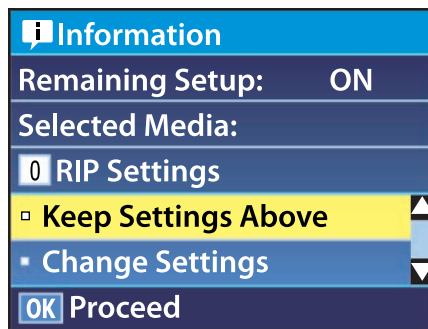 Information
Remaining Setup: ON
Selected Media:
0 RIP Settings
Keep Settings Above
Change Settings
OK Proceed